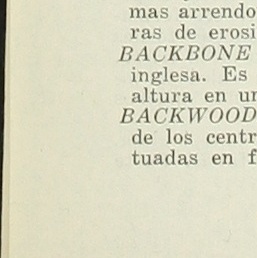 mas arrendo
ras de erosi
BACKBONE
inglesa. Es
altura en un
BACKWOOD
de los centr
tuadas en f